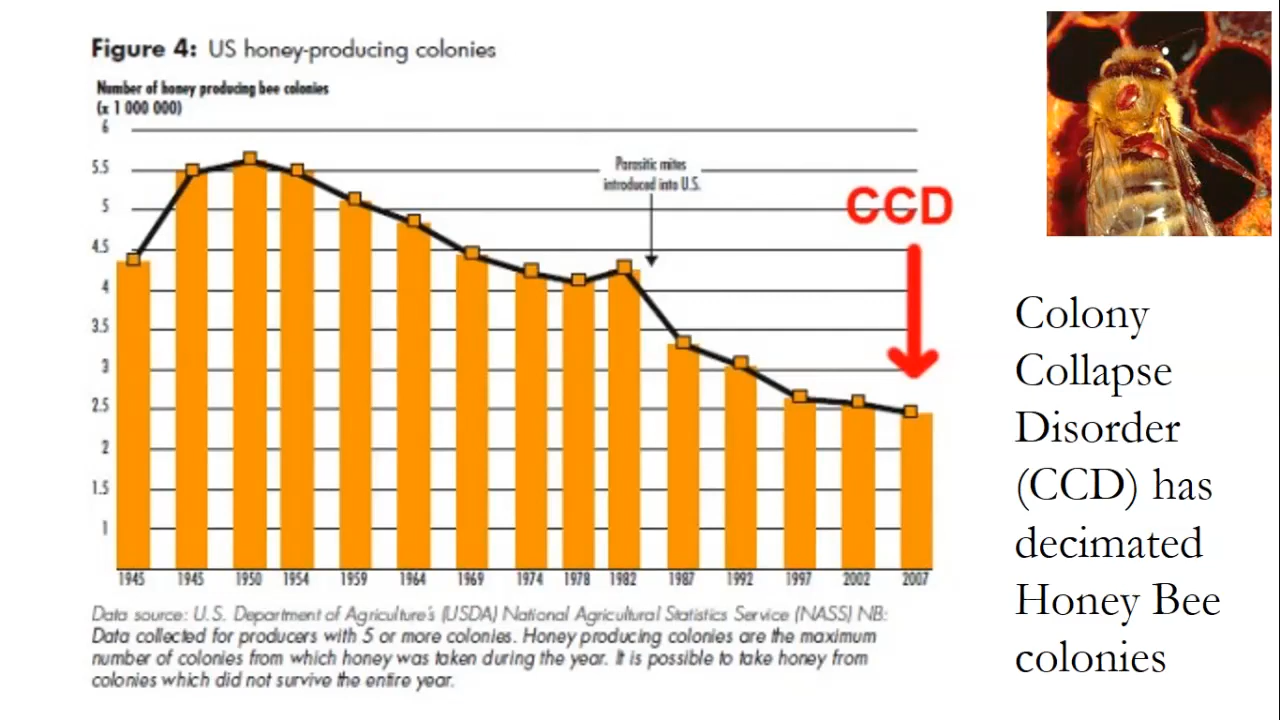 Figure 4: US honey-producing colonies
Number of honey producing bee colonies
(x 1 000 000)
6
5.5
5
4.5
4
3.5
3
2.5
2
1.5
1
Parasitic mites
introduced into U.S.
CCD
1945 1945 1950 1954 1959 1964 1969 1974 1978 1982 1987 1992 1997 2002 2007
Data source: U.S. Department of Agriculture's (USDA) National Agricultural Statistics Service (NASS) NB:
Data collected for producers with 5 or more colonies. Honey producing colonies are the maximum
number of colonies from which honey was taken during the year. It is possible to take honey from
colonies which did not survive the entire year.
Colony
Collapse
Disorder
(CCD) has
decimated
Honey Bee
colonies